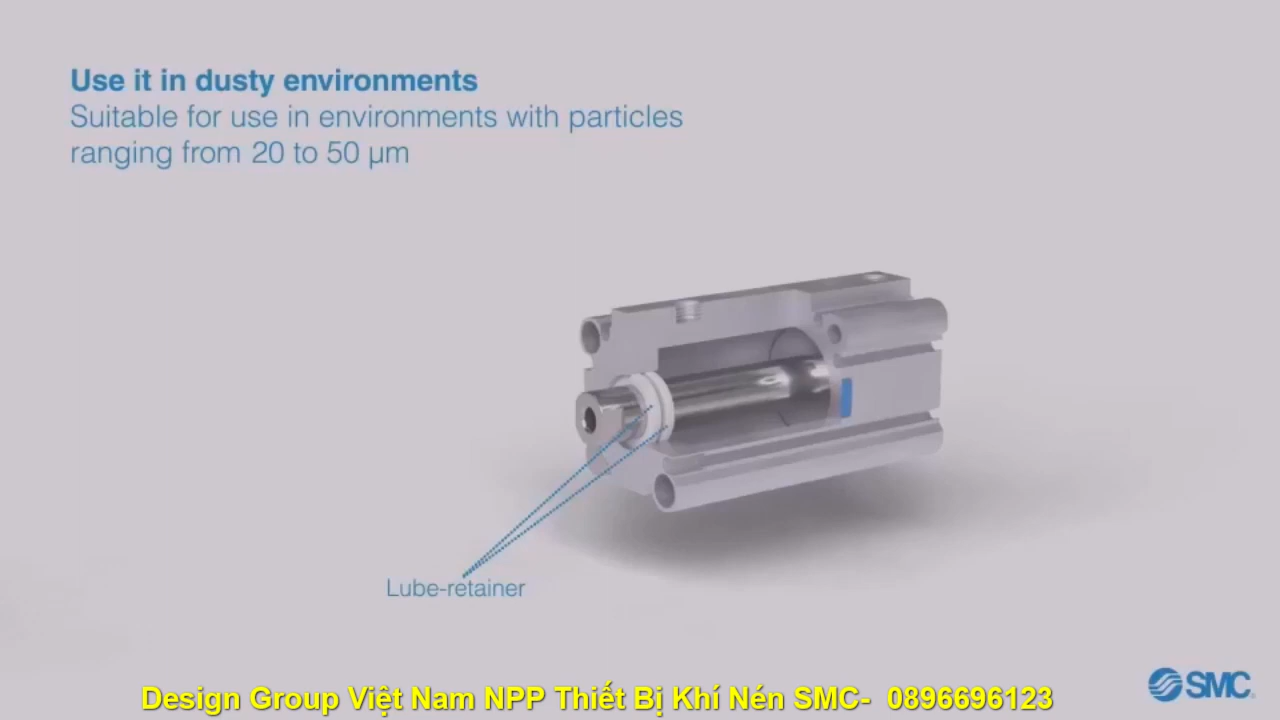 Use it in dusty environments
Suitable for use in environments with particles
ranging from 20 to 50 µm
Lube-retainer
SMC
Design Group Việt Nam NPP Thiết Bị Khí Nén SMC- 0896696123